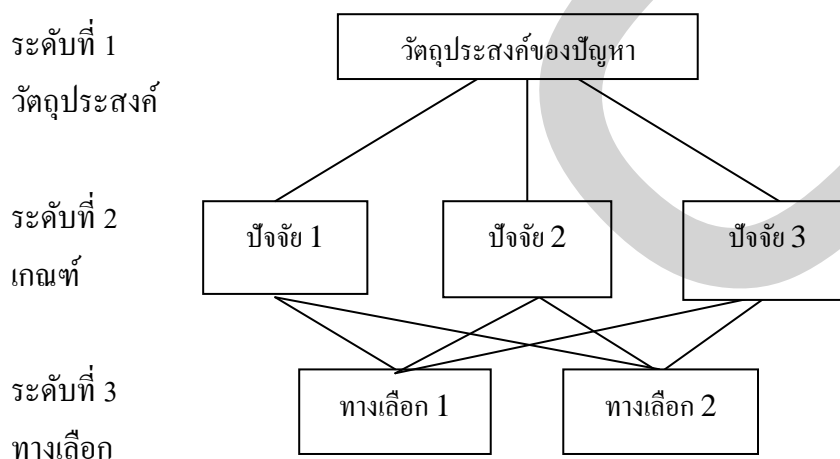 ระดับที่ 1
วัตถุประสงค์
วัตถุประสงค์ของปัญหา
ระดับที่ 2
เกณฑ์
ปัจจัย 1
ปัจจัย 2
ปัจจัย 3
ระดับที่ 3
ทางเลือก
ทางเลือก 1
ทางเลือก 2